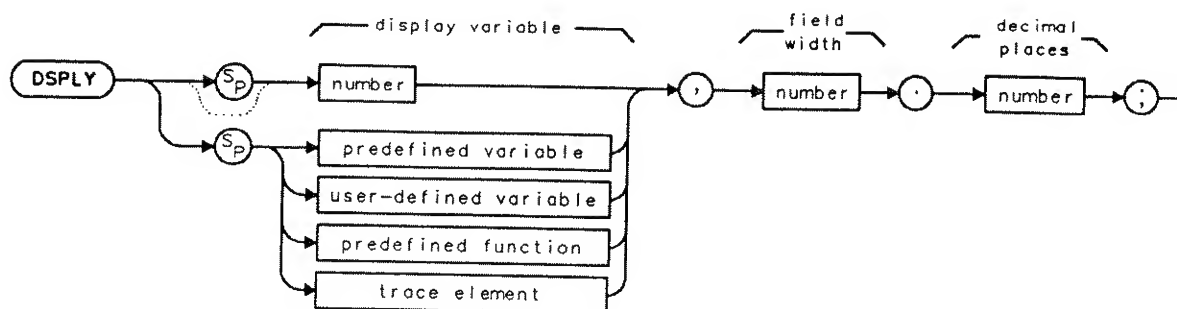 display variable
field
width
decimal
places
DSPLY
SP
number
,
number
.
number
;
SP
predefined variable
user-defined variable
predefined function
trace element